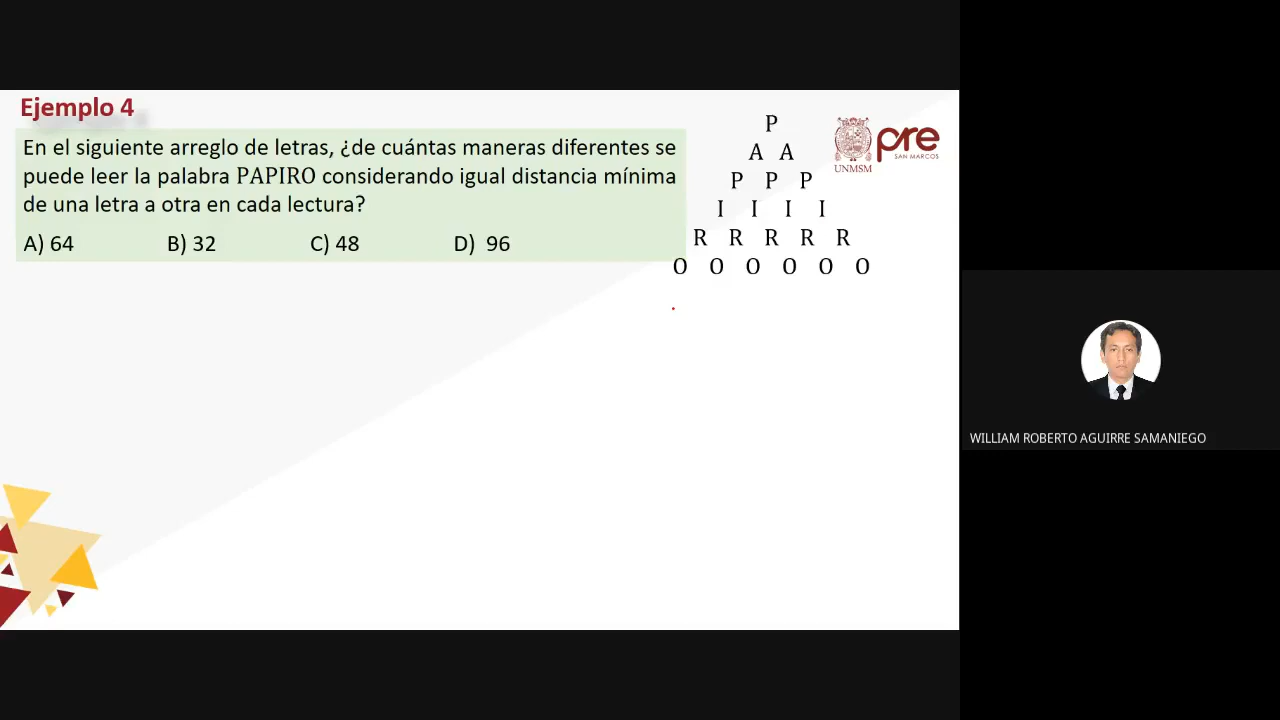 Ejemplo 4
En el siguiente arreglo de letras, ¿de cuántas maneras diferentes se
puede leer la palabra PAPIRO considerando igual distancia mínima
de una letra a otra en cada lectura?
A) 64 B) 32 C) 48 D) 96
P
A A
P P P
I I I I
R R R R R
O O O O O O
UNMSM
pre
SAN MARCOS
WILLIAM ROBERTO AGUIRRE SAMANIEGO